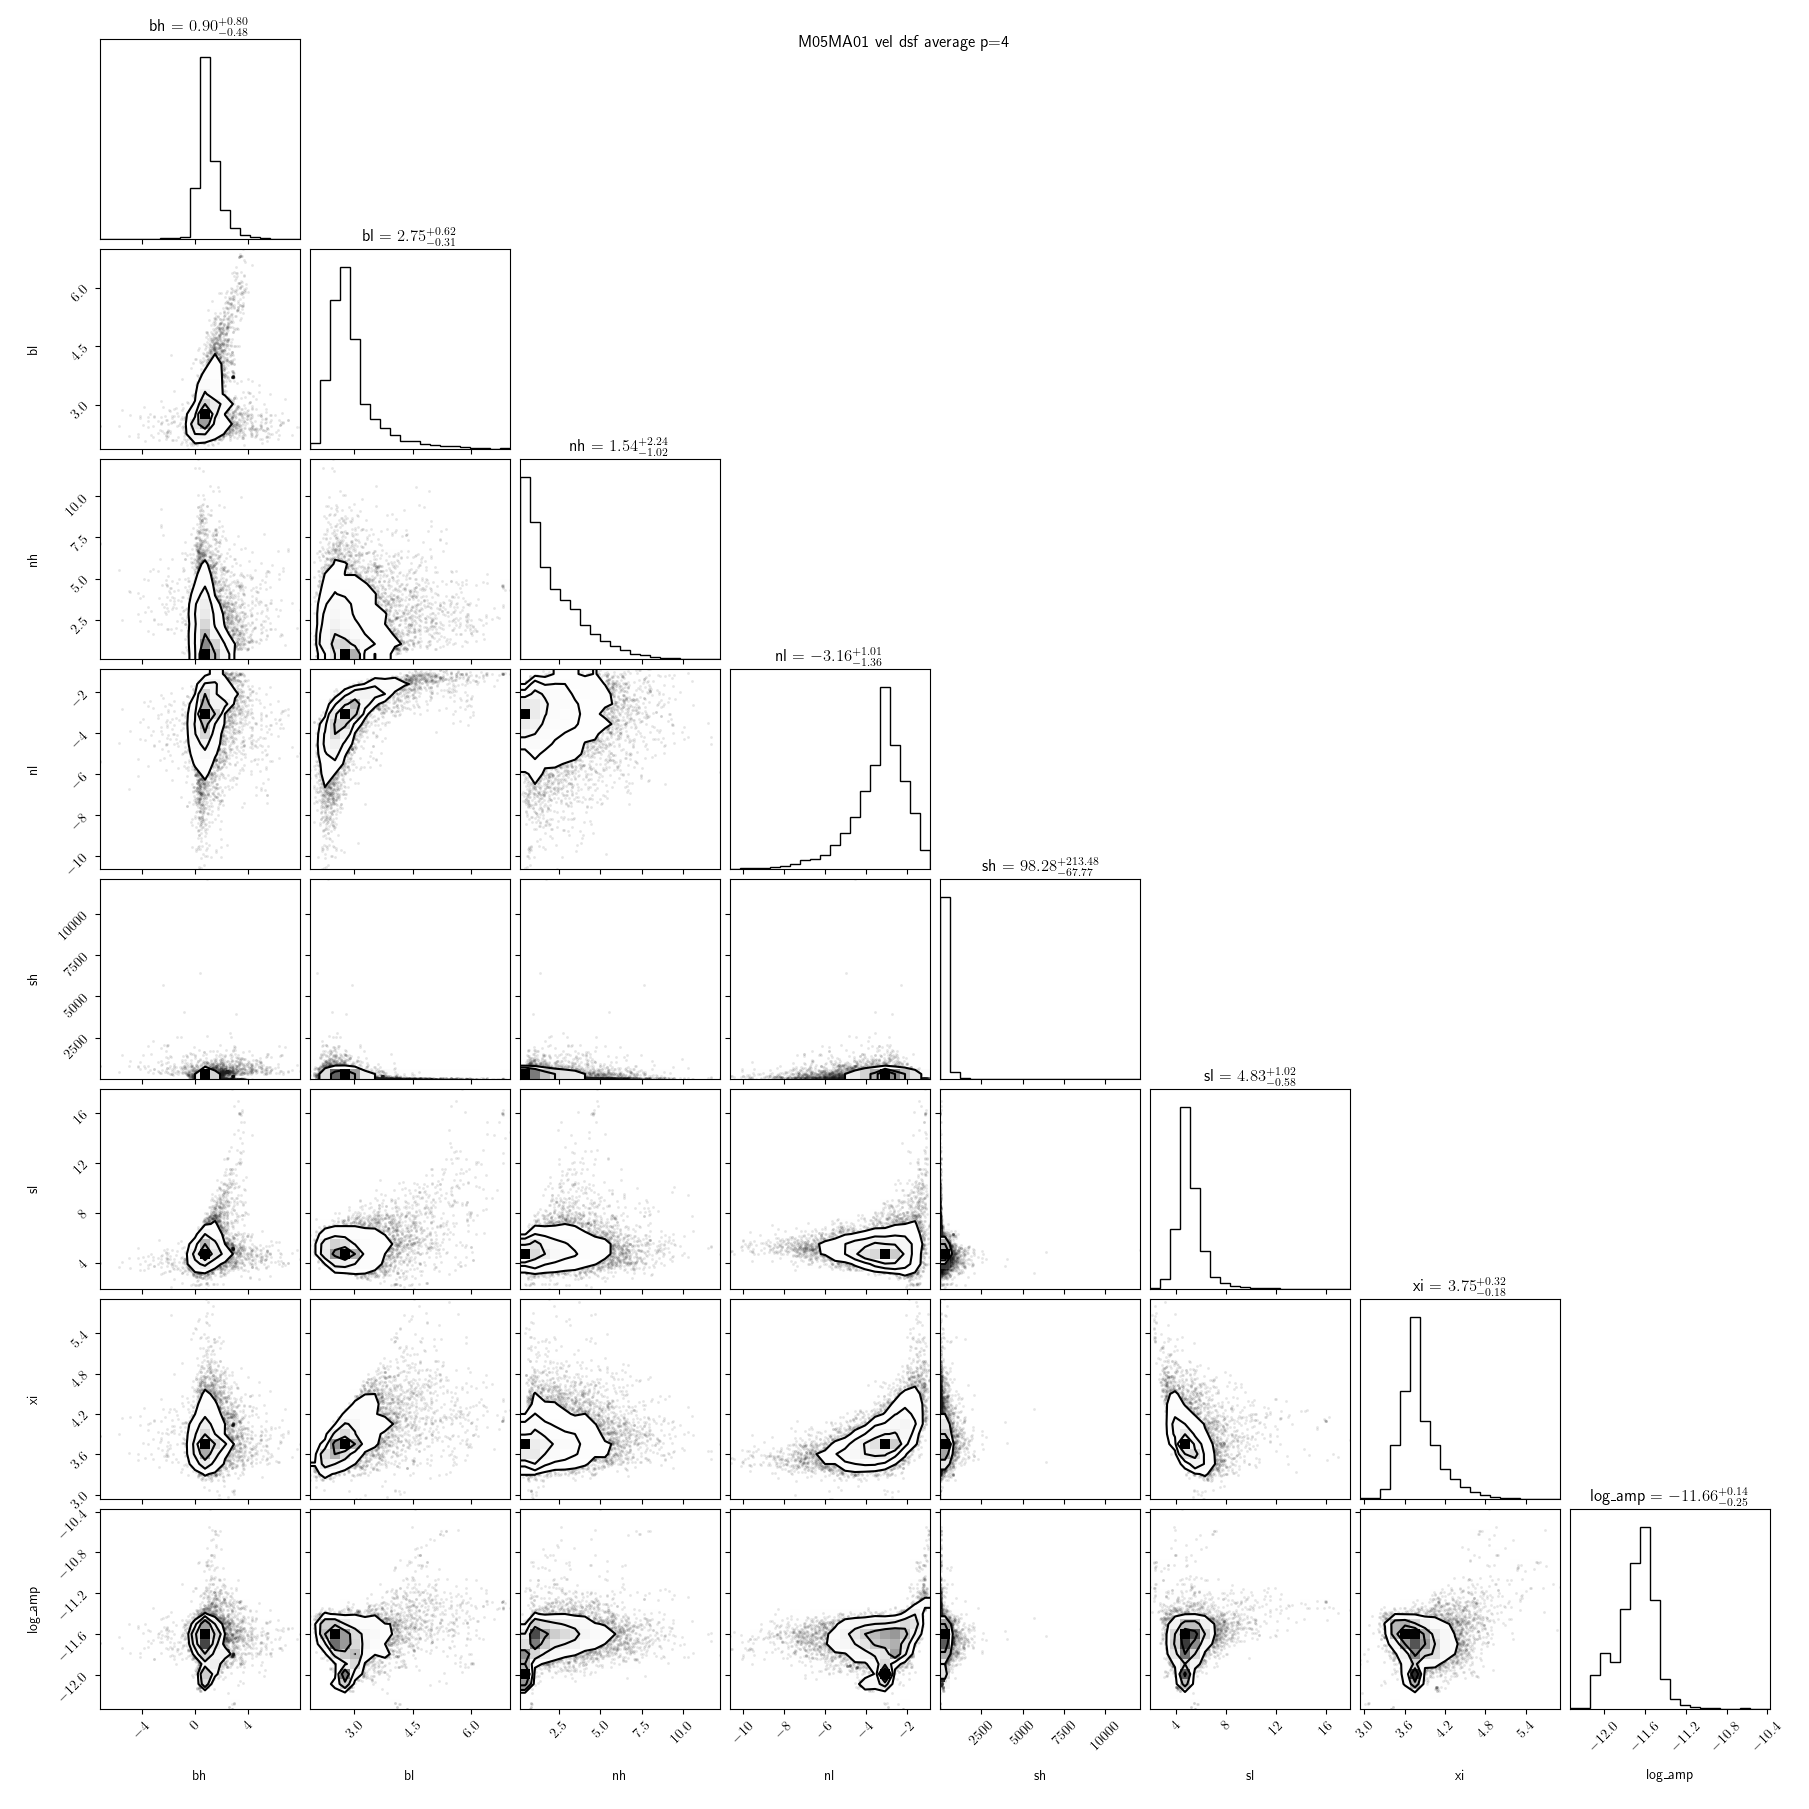 bh = 0.90+0.80 −0.48
M05MA01 vel dsf average p=4
bl = 2.75+0.62 −0.31
bl
6.0
4.5
3.0
nh = 1.54+2.24 −1.02
nh
10.0
7.5
5.0
2.5
nl = −3.16+1.01 −1.36
nl
−2
−4
−6
−8
−10
sh = 98.28+213.48 −67.77
sh
10000
7500
5000
2500
sl = 4.83+1.02 −0.58
sl
16
12
8
4
xi = 3.75+0.32 −0.18
xi
5.4
4.8
4.2
3.6
3.0
log_amp = −11.66+0.14 −0.25
log_amp
−10.4
−10.8
−11.2
−11.6
−12.0
−4 0 4 3.0 4.5 6.0 2.5 5.0 7.5 10.0 −10 −8 −6 −4 −2 2500 5000 7500 10000 4 8 12 16 3.0 3.6 4.2 4.8 5.4 −12.0 −11.6 −11.2 −10.8 −10.4
bh bl nh nl sh sl xi log_amp